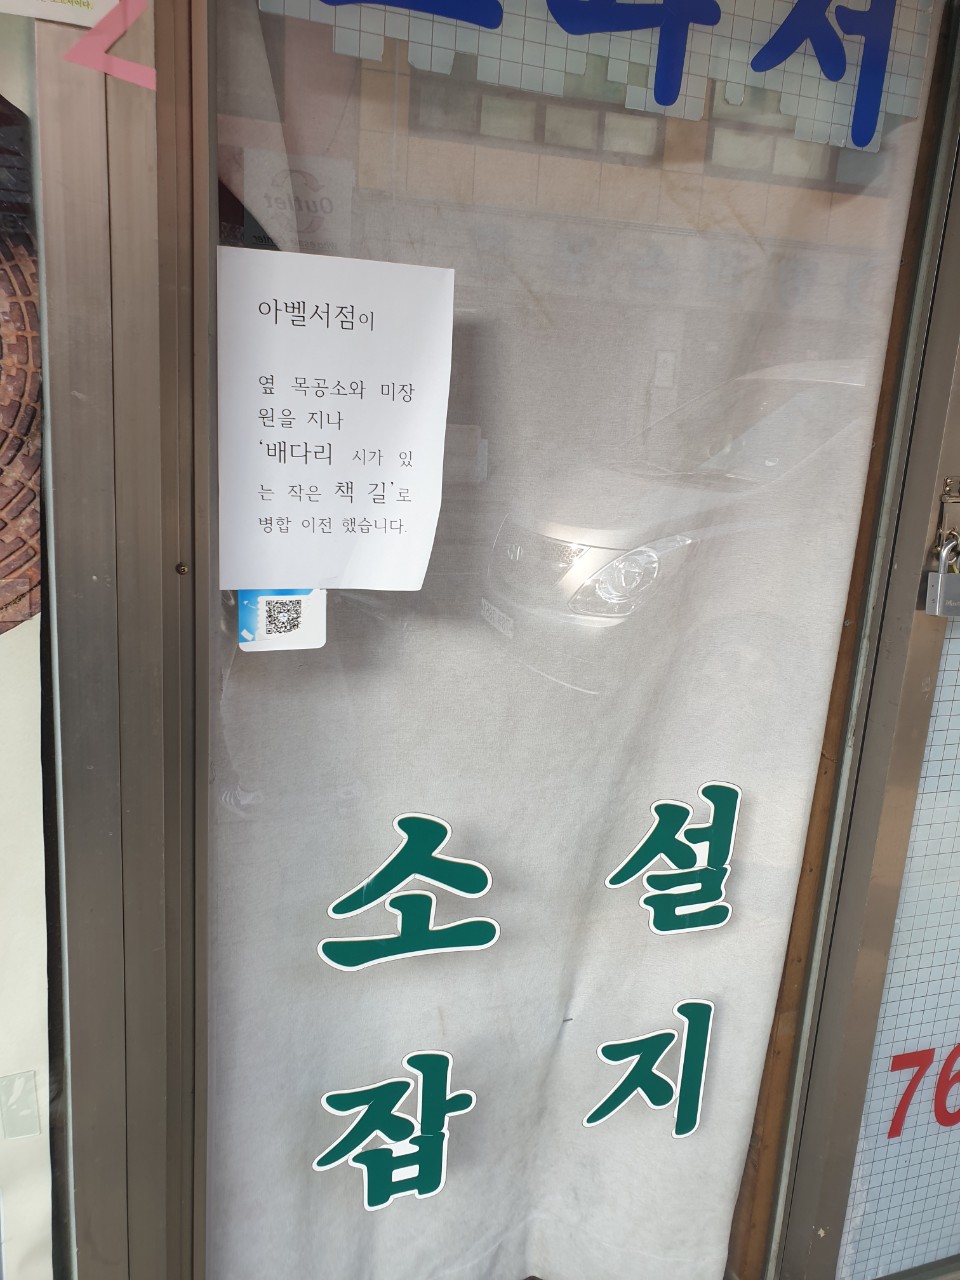 아벨서점이
옆 목공소와 미장
원을 지나
‘배다리 시가 있
는 작은 책 길’로
병합 이전 했습니다.
소설
잡지
76
Outlet